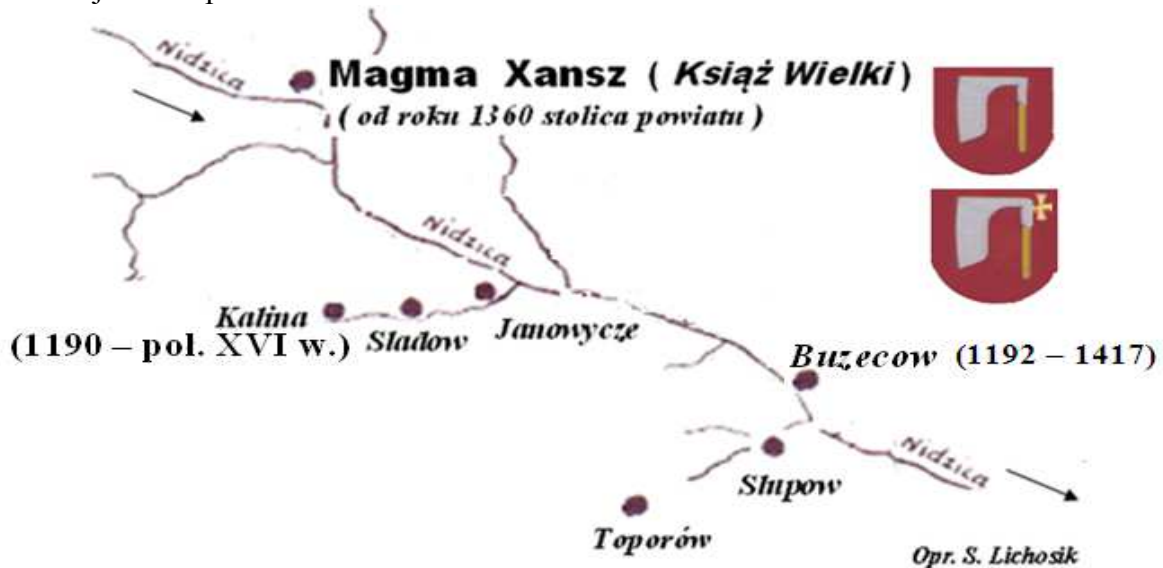 Nidzica
Magma Xansz ( Książ Wielki )
( od roku 1360 stolica powiatu )
Nidzica
Kalina
(1190 – pol. XVI w.)
Sladow
Janowycze
Buzecow (1192 – 1417)
Nidzica
Słupow
Toporów
Opr. S. Lichosik